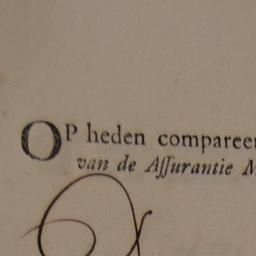 OP heden compareer
van de Aſſurantie M